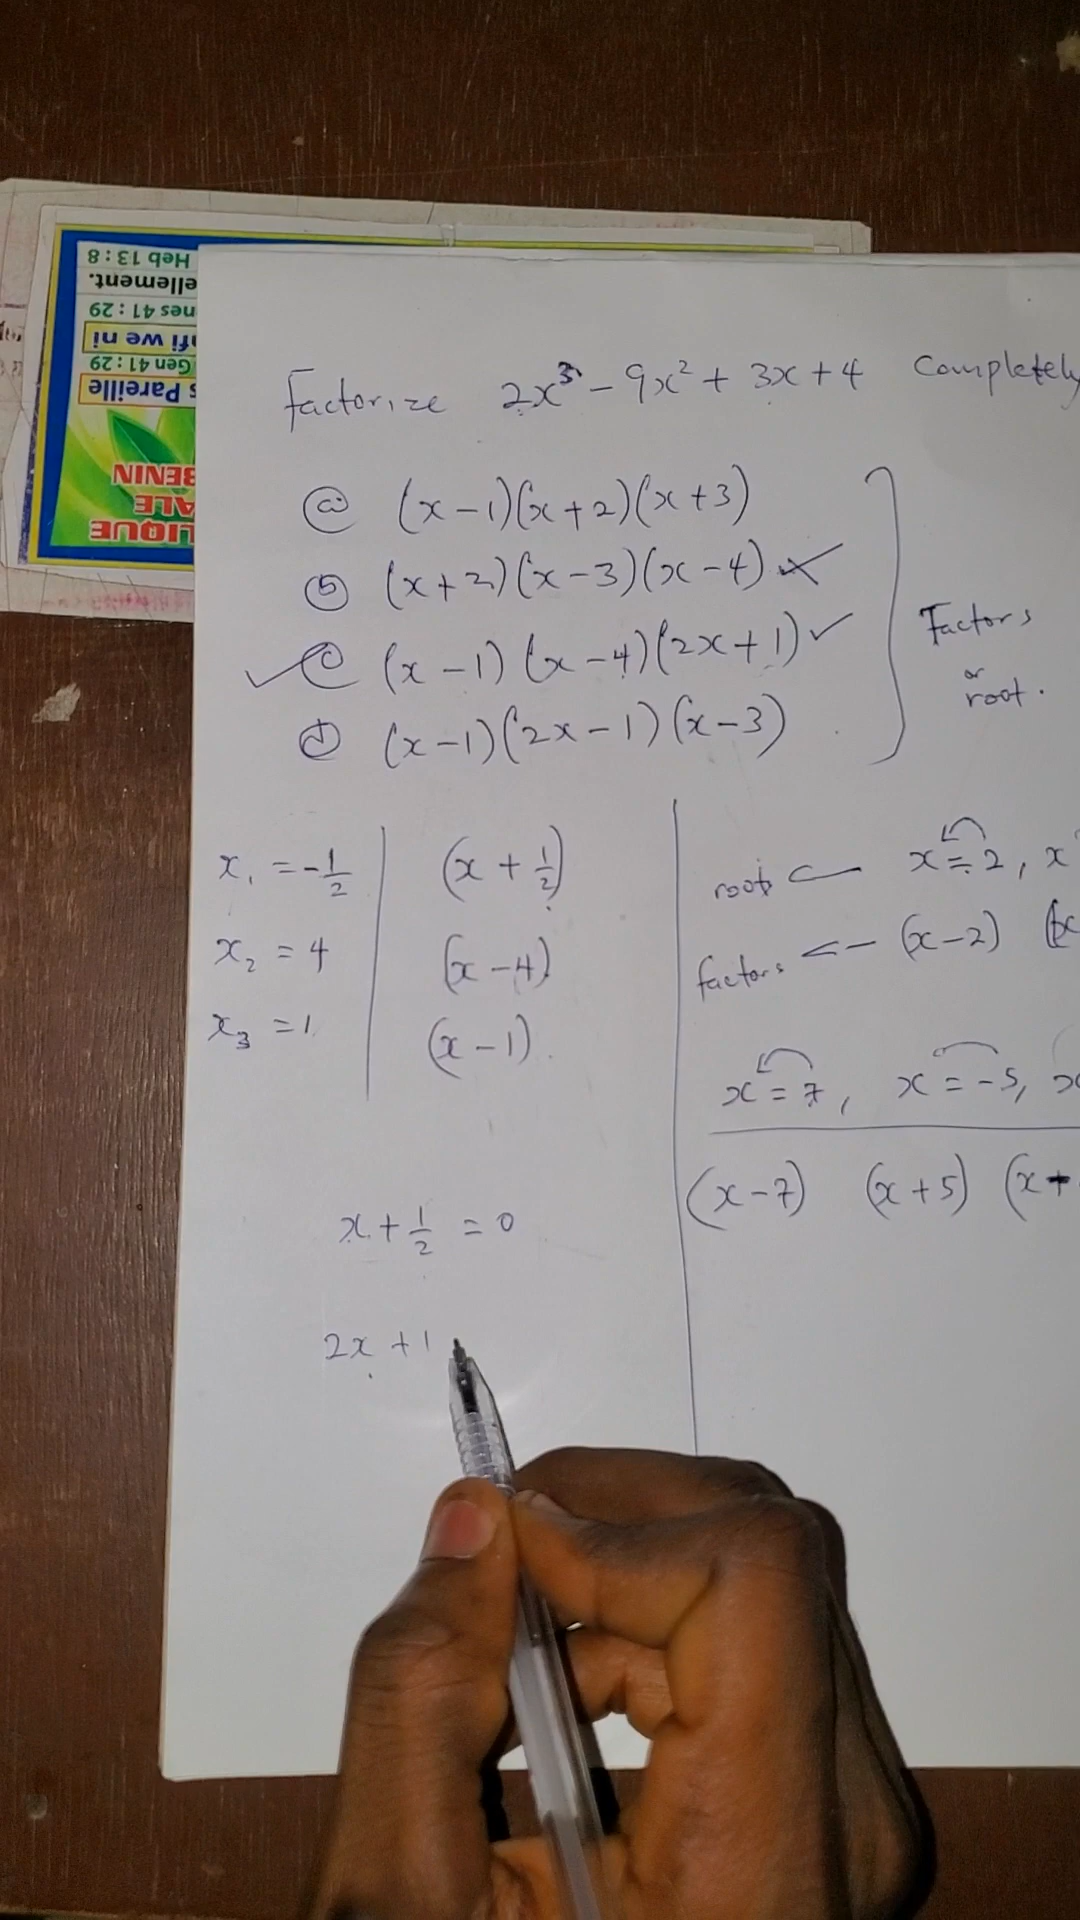 Heb 13 : 8
ellement.
nes 41 : 29
nfi we ni
Gen 41 : 29
s Pareille
BENIN
ALE
LIQUE
Factorize 2x³ - 9x² + 3x + 4 Completely
ⓐ (x - 1)(x + 2)(x + 3)
ⓑ (x + 2)(x - 3)(x - 4) ✗
✓ ⓒ (x - 1) (x - 4)(2x + 1) ✓
ⓓ (x - 1)(2x - 1)(x - 3)
Factors
or
root.
x₁ = -1/2 (x + 1/2)
x₂ = 4 (x - 4)
x₃ = 1 (x - 1)
x + 1/2 = 0
2x + 1
roots ← x = 2, x
factors ← (x - 2) (x
x = 7, x = -5, x
(x - 7) (x + 5) (x +